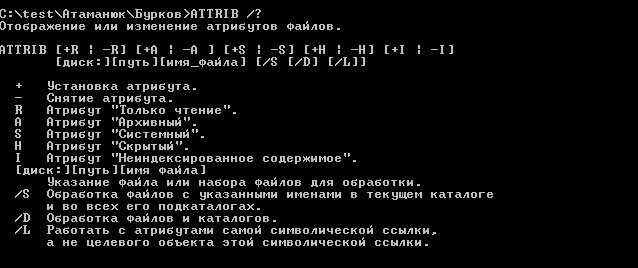 C:\test\Атаманюк\Бурков>ATTRIB /?
Отображение или изменение атрибутов файлов.
ATTRIB [+R ¦ -R] [+A ¦ -A ] [+S ¦ -S] [+H ¦ -H] [+I ¦ -I]
[диск:][путь][имя_файла] [/S [/D] [/L]]
+ Установка атрибута.
- Снятие атрибута.
R Атрибут "Только чтение".
A Атрибут "Архивный".
S Атрибут "Системный".
H Атрибут "Скрытый".
I Атрибут "Неиндексированное содержимое".
[диск:][путь][имя файла]
Указание файла или набора файлов для обработки.
/S Обработка файлов с указанными именами в текущем каталоге
и во всех его подкаталогах.
/D Обработка файлов и каталогов.
/L Работать с атрибутами самой символической ссылки,
а не целевого объекта этой символической ссылки.